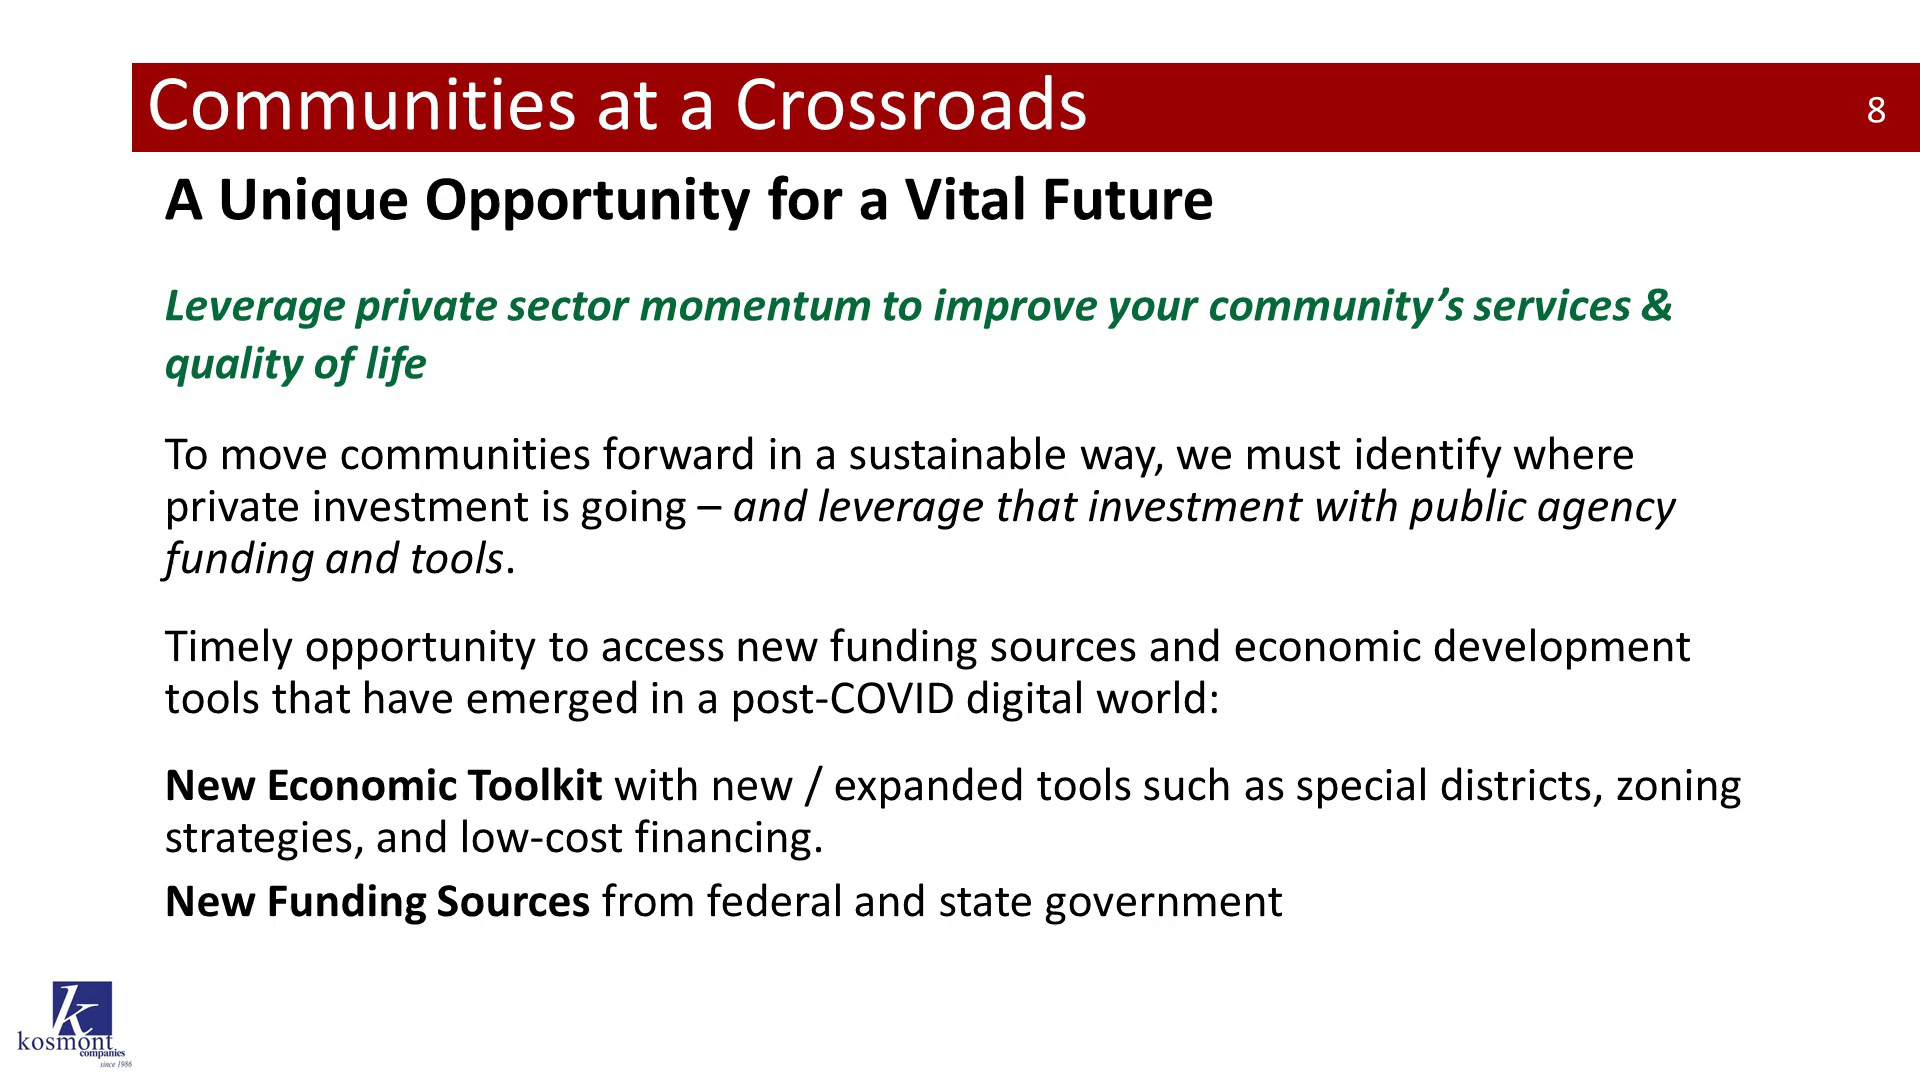 Communities at a Crossroads
8
A Unique Opportunity for a Vital Future
Leverage private sector momentum to improve your community’s services &
quality of life
To move communities forward in a sustainable way, we must identify where
private investment is going – and leverage that investment with public agency
funding and tools.
Timely opportunity to access new funding sources and economic development
tools that have emerged in a post-COVID digital world:
New Economic Toolkit with new / expanded tools such as special districts, zoning
strategies, and low-cost financing.
New Funding Sources from federal and state government
k
kosmont
companies
since 1986